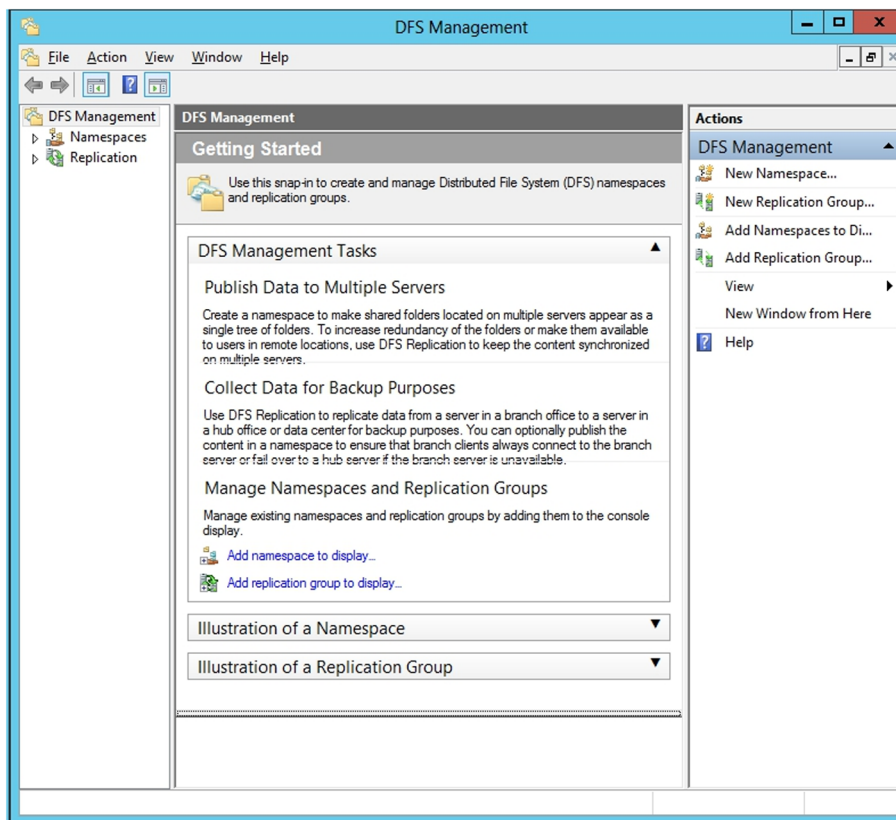 DFS Management
File Action View Window Help
DFS Management
Namespaces
Replication
DFS Management
Getting Started
Use this snap-in to create and manage Distributed File System (DFS) namespaces
and replication groups.
DFS Management Tasks
Publish Data to Multiple Servers
Create a namespace to make shared folders located on multiple servers appear as a
single tree of folders. To increase redundancy of the folders or make them available
to users in remote locations, use DFS Replication to keep the content synchronized
on multiple servers.
Collect Data for Backup Purposes
Use DFS Replication to replicate data from a server in a branch office to a server in
a hub office or data center for backup purposes. You can optionally publish the
content in a namespace to ensure that branch clients always connect to the branch
server or fail over to a hub server if the branch server is unavailable.
Manage Namespaces and Replication Groups
Manage existing namespaces and replication groups by adding them to the console
display.
Add namespace to display...
Add replication group to display...
Illustration of a Namespace
Illustration of a Replication Group
Actions
DFS Management
New Namespace...
New Replication Group...
Add Namespaces to Di...
Add Replication Group...
View
New Window from Here
Help